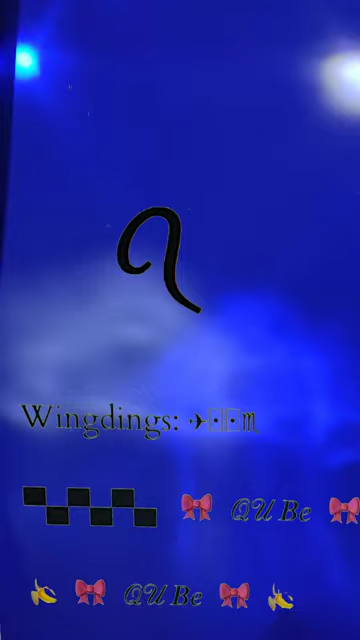 Wingdings: ✈⚀⚀♏
🎀 QU Be 🎀
🍌 🎀 QU Be 🎀 🍌